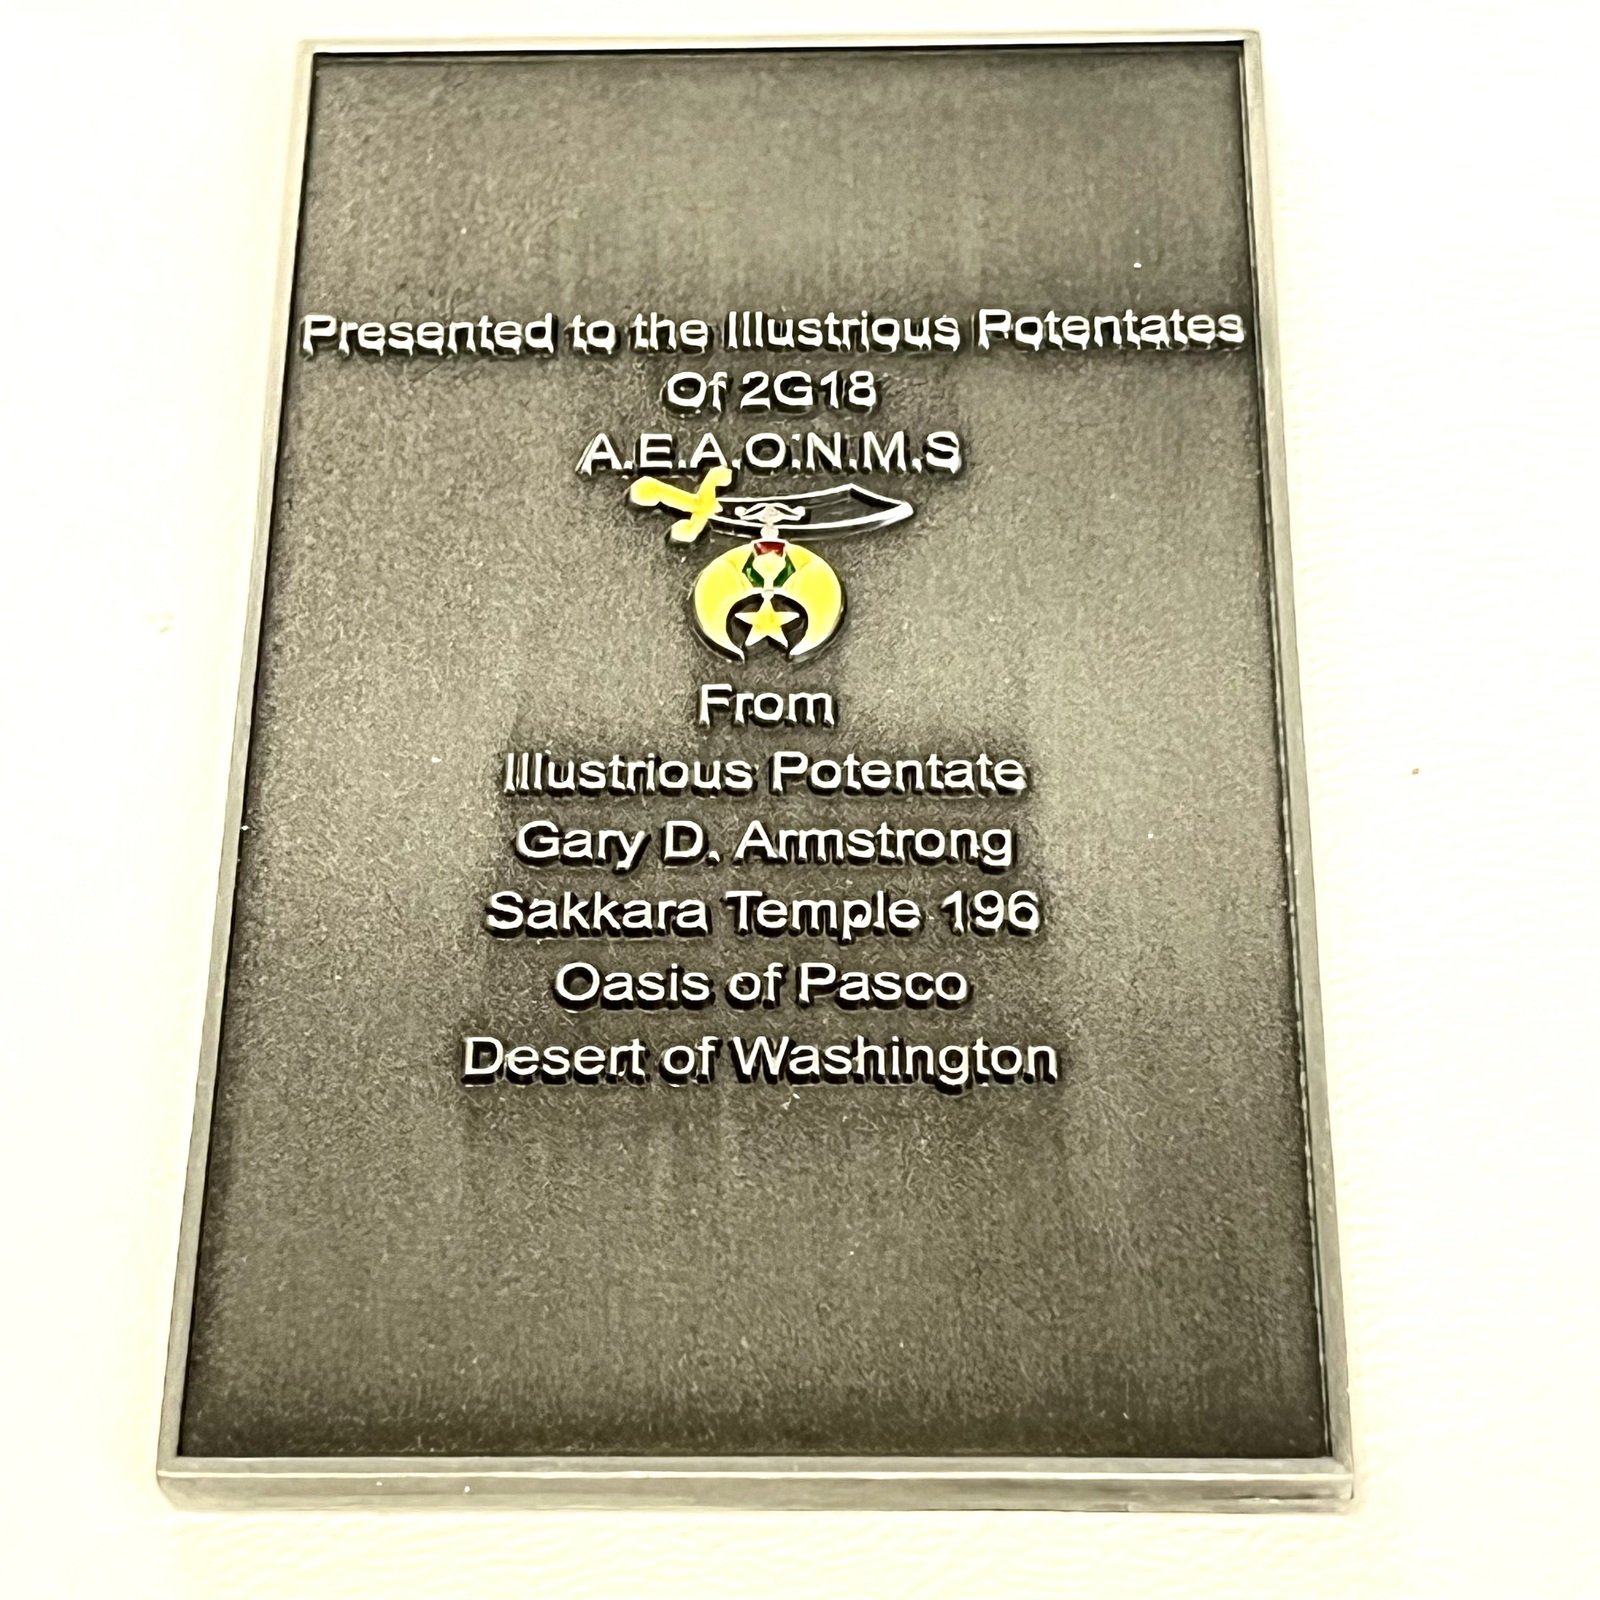 Presented to the Illustrious Potentates
Of 2G18
A.E.A.O.N.M.S
From
Illustrious Potentate
Gary D. Armstrong
Sakkara Temple 196
Oasis of Pasco
Desert of Washington